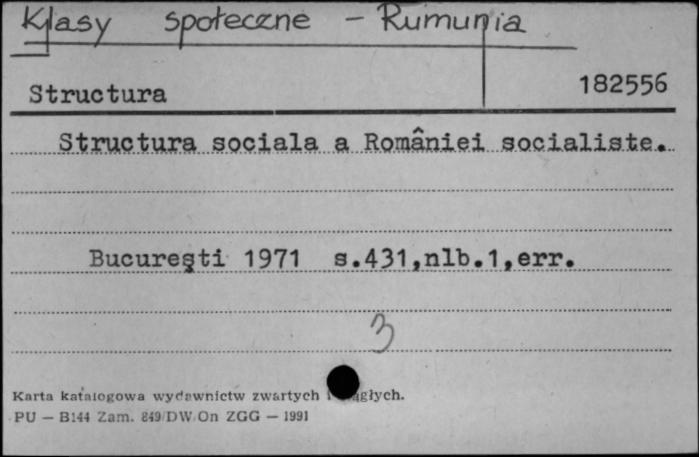 Klasy społeczne - Rumunia
Structura 182556
Structura sociala a României socialiste.
Bucureşti 1971 s.431,nlb.1,err.
3
Karta katalogowa wydawnictw zwartych i ciągłych.
PU — B144 Zam. 849/DW/On ZGG — 1991